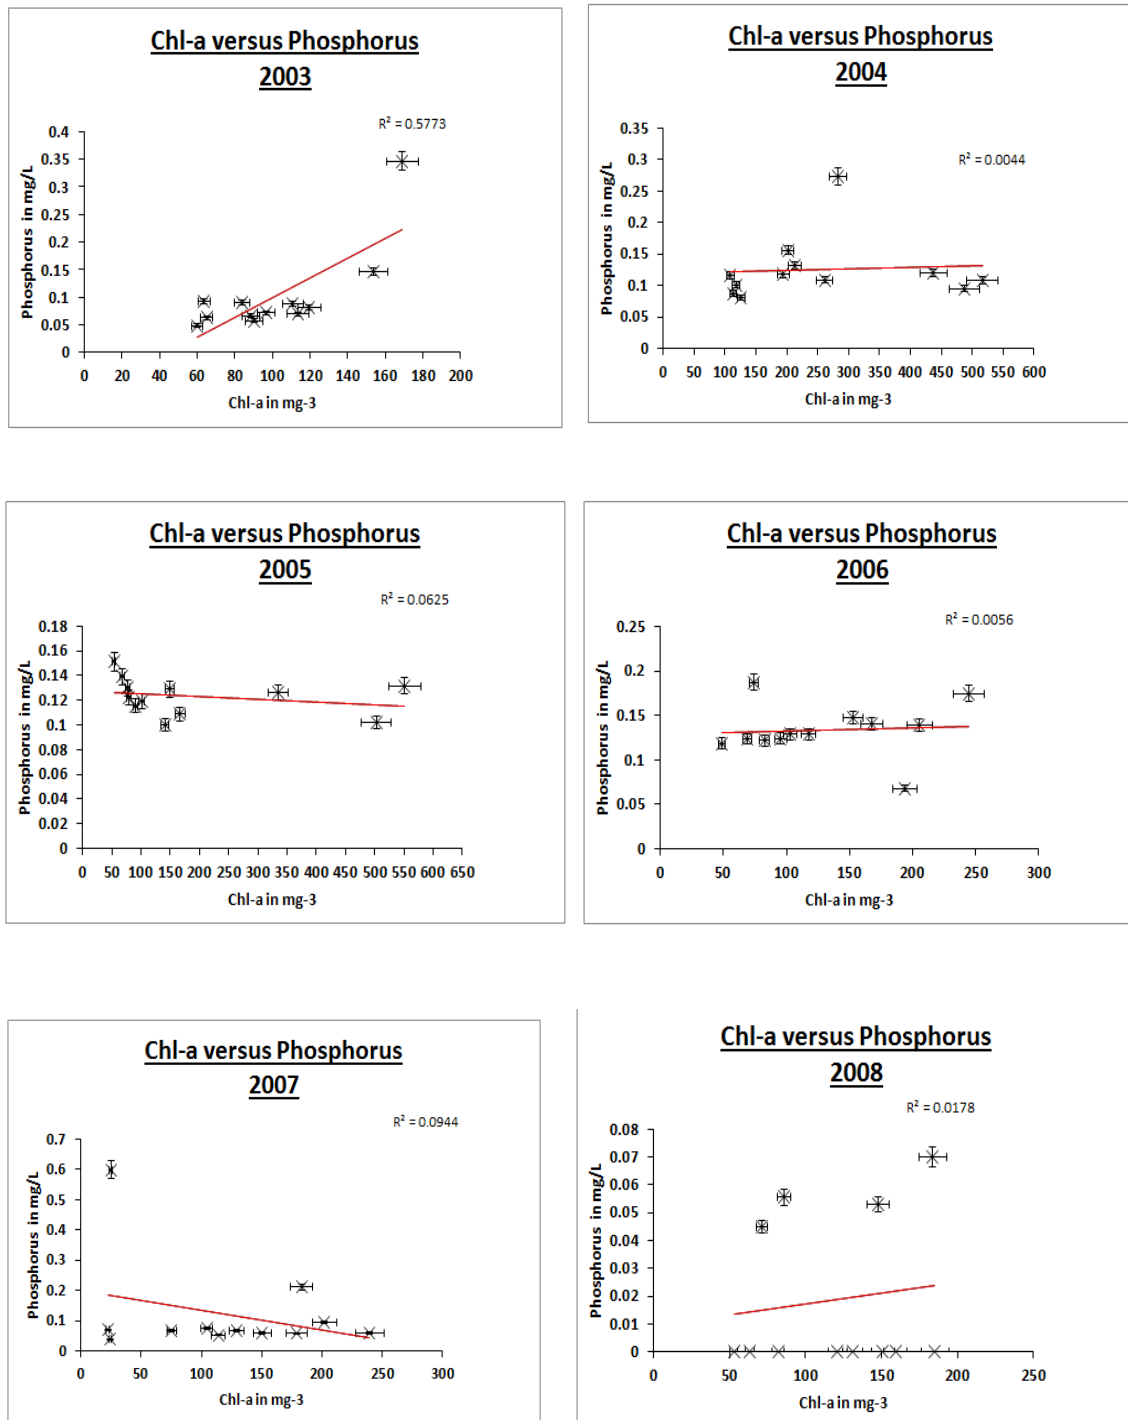 Chl-a versus Phosphorus
2003
R² = 0.5773
0.4
0.35
0.3
0.25
0.2
0.15
0.1
0.05
0
Phosphorus in mg/L
0 20 40 60 80 100 120 140 160 180 200
Chl-a in mg-3
Chl-a versus Phosphorus
2004
R² = 0.0044
0.35
0.3
0.25
0.2
0.15
0.1
0.05
0
Phosphorus in mg/L
0 50 100 150 200 250 300 350 400 450 500 550 600
Chl-a in mg-3
Chl-a versus Phosphorus
2005
R² = 0.0625
0.18
0.16
0.14
0.12
0.1
0.08
0.06
0.04
0.02
0
Phosphorus in mg/L
0 50 100 150 200 250 300 350 400 450 500 550 600 650
Chl-a in mg-3
Chl-a versus Phosphorus
2006
R² = 0.0056
0.25
0.2
0.15
0.1
0.05
0
Phosphorus in mg/L
0 50 100 150 200 250 300
Chl-a in mg-3
Chl-a versus Phosphorus
2007
R² = 0.0944
0.7
0.6
0.5
0.4
0.3
0.2
0.1
0
Phosphorus in mg/L
0 50 100 150 200 250 300
Chl-a in mg-3
Chl-a versus Phosphorus
2008
R² = 0.0178
0.08
0.07
0.06
0.05
0.04
0.03
0.02
0.01
0
Phosphorus in mg/L
0 50 100 150 200 250
Chl-a in mg-3